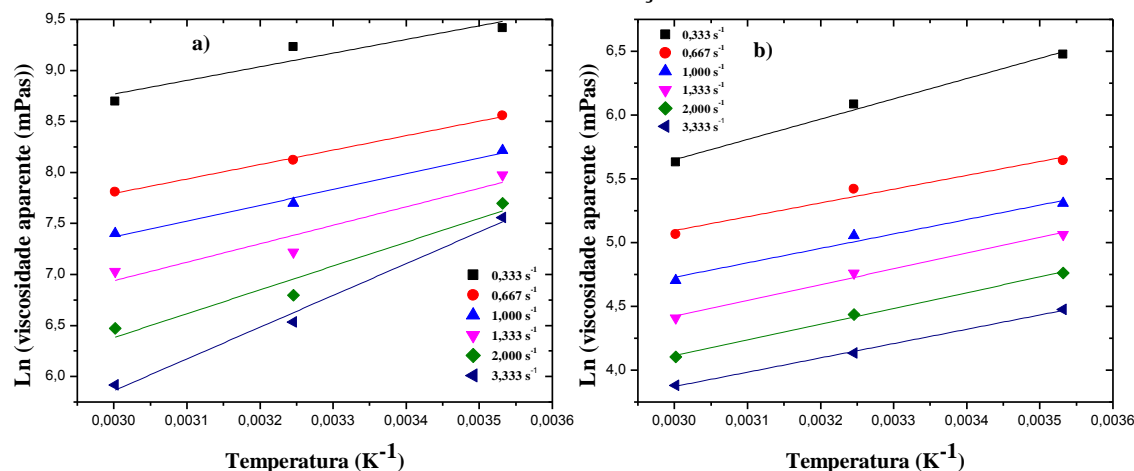 a)
Ln (viscosidade aparente (mPas))
9,5
9,0
8,5
8,0
7,5
7,0
6,5
6,0
0,333 s-1
0,667 s-1
1,000 s-1
1,333 s-1
2,000 s-1
3,333 s-1
0,0030 0,0031 0,0032 0,0033 0,0034 0,0035 0,0036
Temperatura (K-1)
b)
Ln (viscosidade aparente (mPas))
6,5
6,0
5,5
5,0
4,5
4,0
0,333 s-1
0,667 s-1
1,000 s-1
1,333 s-1
2,000 s-1
3,333 s-1
0,0030 0,0031 0,0032 0,0033 0,0034 0,0035 0,0036
Temperatura (K-1)